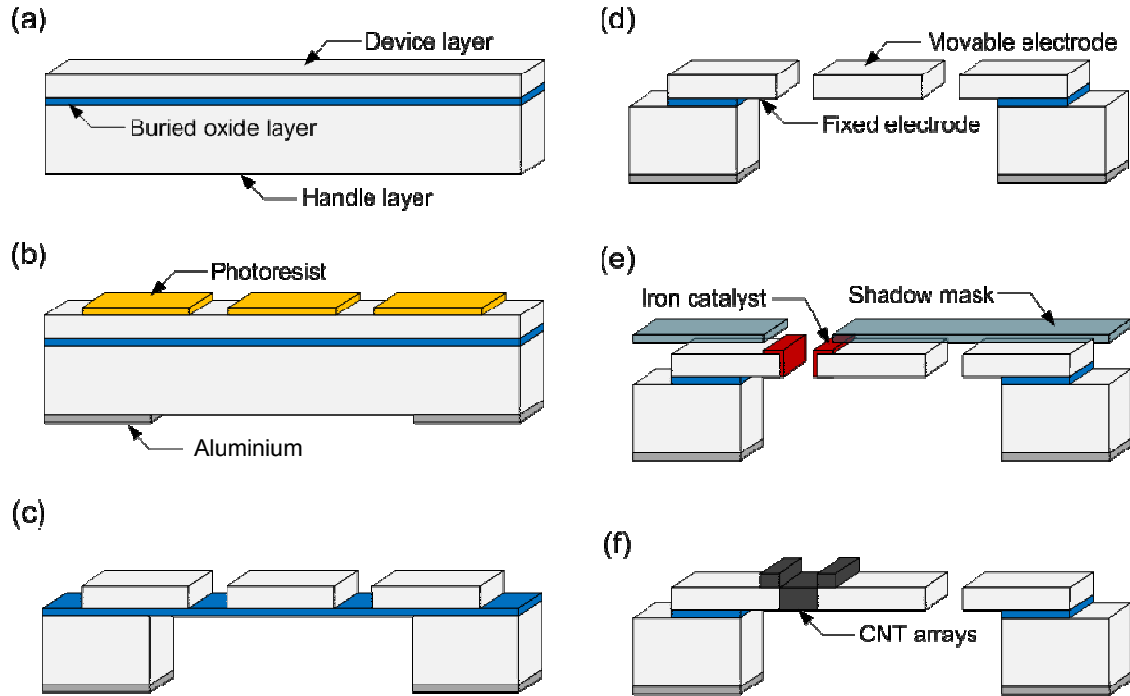 (a)
Device layer
Buried oxide layer
Handle layer
(b)
Photoresist
Aluminium
(c)
(d)
Movable electrode
Fixed electrode
(e)
Iron catalyst
Shadow mask
(f)
CNT arrays